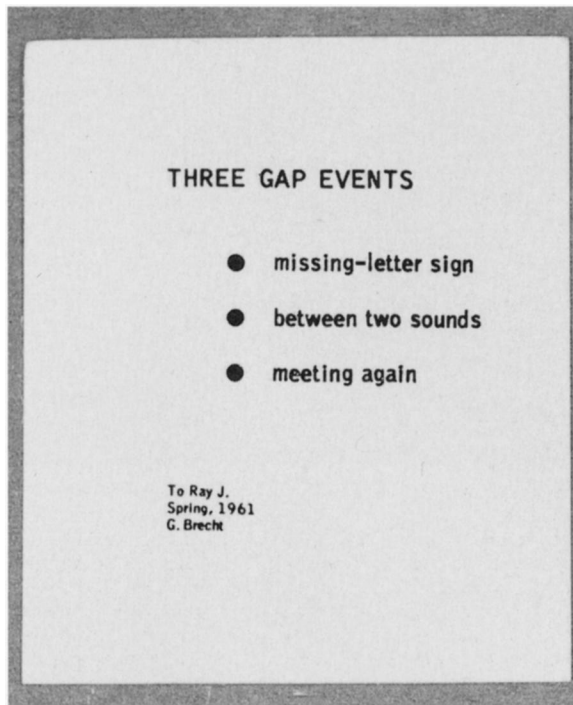 THREE GAP EVENTS
● missing-letter sign
● between two sounds
● meeting again
To Ray J.
Spring, 1961
G. Brecht